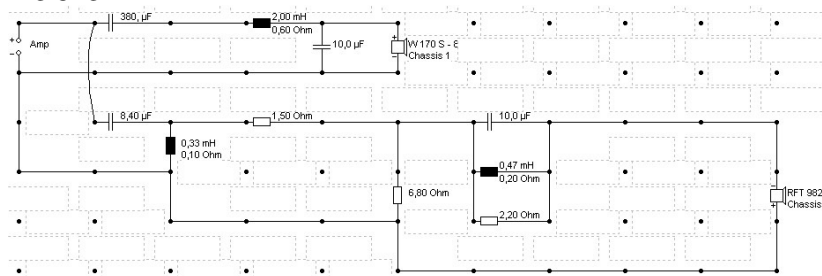 380, µF
2,00 mH
0,60 Ohm
+
Amp
-
10,0 µF
+
W 170 S - 8
-
Chassis 1
8,40 µF
1,50 Ohm
10,0 µF
0,33 mH
0,10 Ohm
0,47 mH
0,20 Ohm
6,80 Ohm
2,20 Ohm
-
RFT 982
+
Chassis